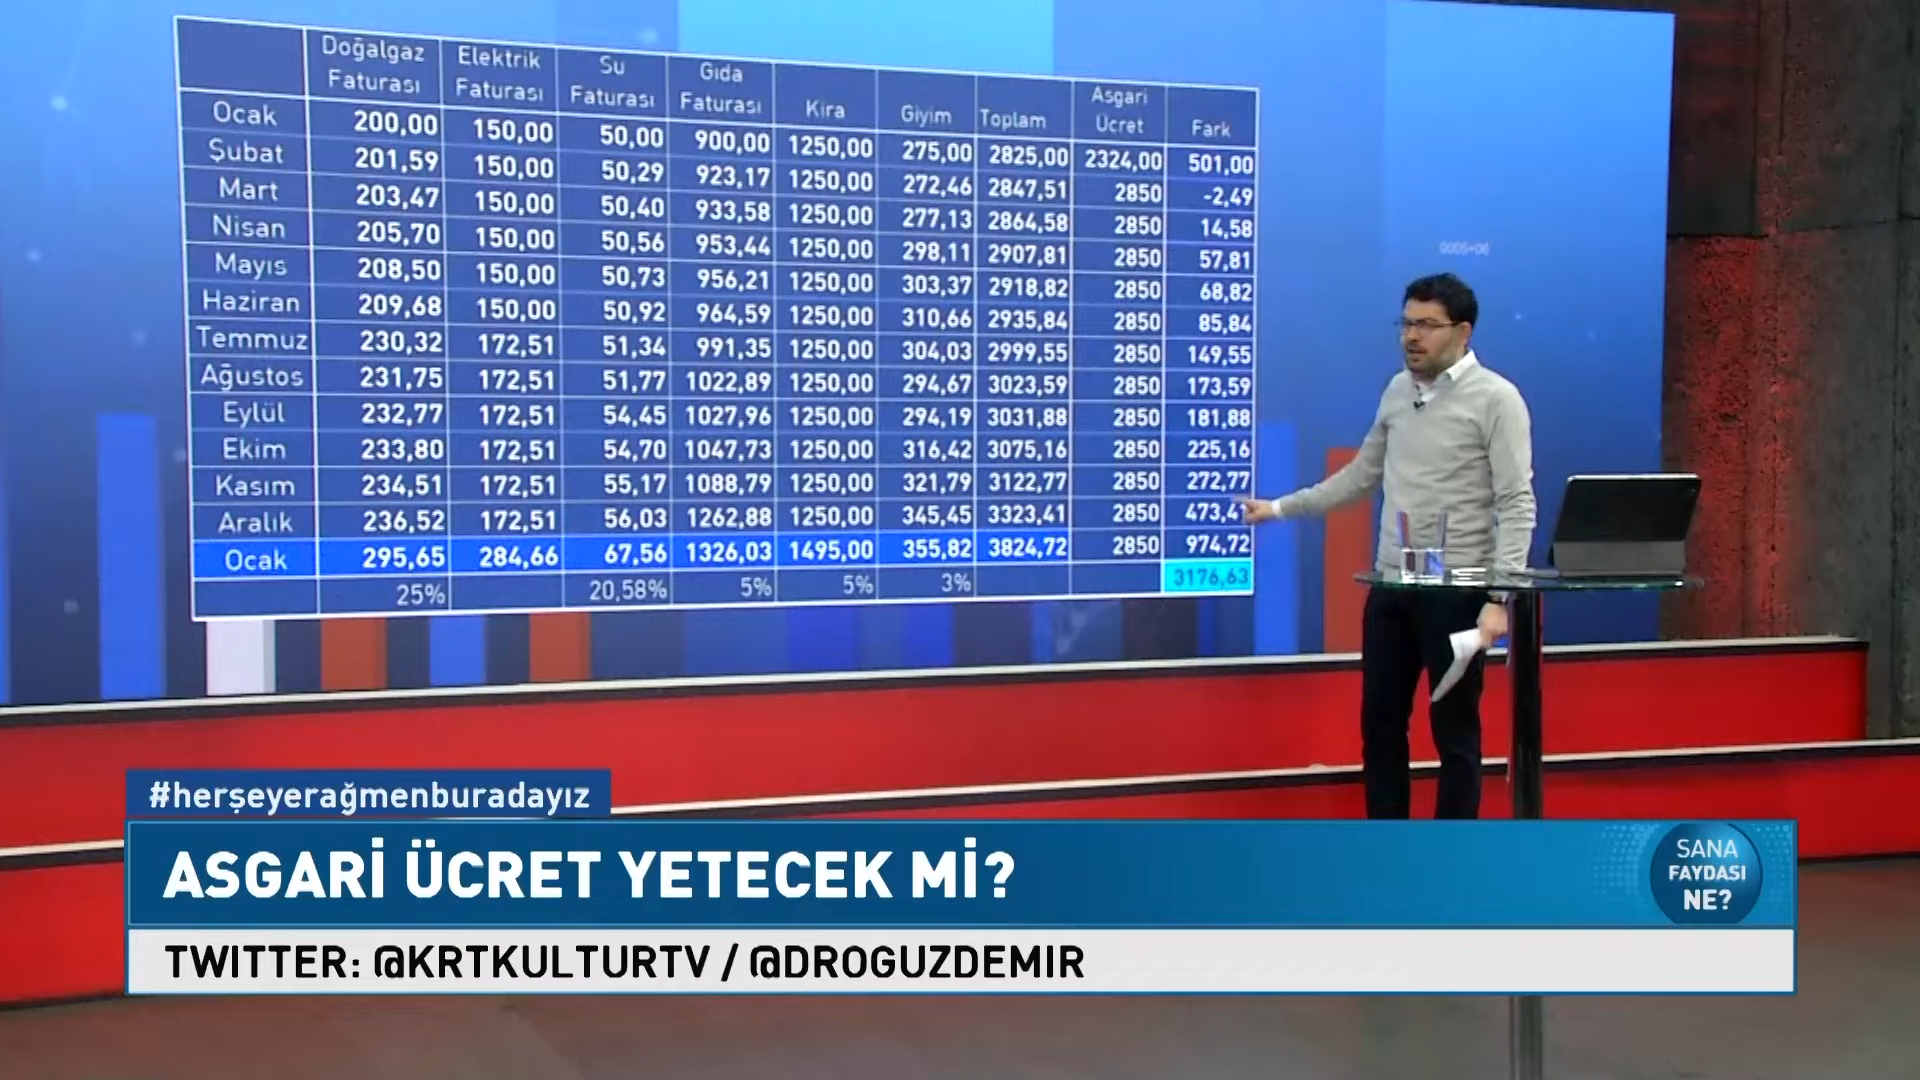 Doğalgaz Faturası Elektrik Faturası Su Faturası Gıda Faturası Kira Giyim Toplam Asgari Ücret Fark
Ocak 200,00 150,00 50,00 900,00 1250,00 275,00 2825,00 2324,00 501,00
Şubat 201,59 150,00 50,29 923,17 1250,00 272,46 2847,51 2850 -2,49
Mart 203,47 150,00 50,40 933,58 1250,00 277,13 2864,58 2850 14,58
Nisan 205,70 150,00 50,56 953,44 1250,00 298,11 2907,81 2850 57,81
Mayıs 208,50 150,00 50,73 956,21 1250,00 303,37 2918,82 2850 68,82
Haziran 209,68 150,00 50,92 964,59 1250,00 310,66 2935,84 2850 85,84
Temmuz 230,32 172,51 51,34 991,35 1250,00 304,03 2999,55 2850 149,55
Ağustos 231,75 172,51 51,77 1022,89 1250,00 294,67 3023,59 2850 173,59
Eylül 232,77 172,51 54,45 1027,96 1250,00 294,19 3031,88 2850 181,88
Ekim 233,80 172,51 54,70 1047,73 1250,00 316,42 3075,16 2850 225,16
Kasım 234,51 172,51 55,17 1088,79 1250,00 321,79 3122,77 2850 272,77
Aralık 236,52 172,51 56,03 1262,88 1250,00 345,45 3323,41 2850 473,41
Ocak 295,65 284,66 67,56 1326,03 1495,00 355,82 3824,72 2850 974,72
25% 20,58% 5% 5% 3% 3176,63
#herşeyerağmenburadayız
ASGARİ ÜCRET YETECEK Mİ?
SANA
FAYDASI
NE?
TWITTER: @KRTKULTURTV / @DROGUZDEMIR